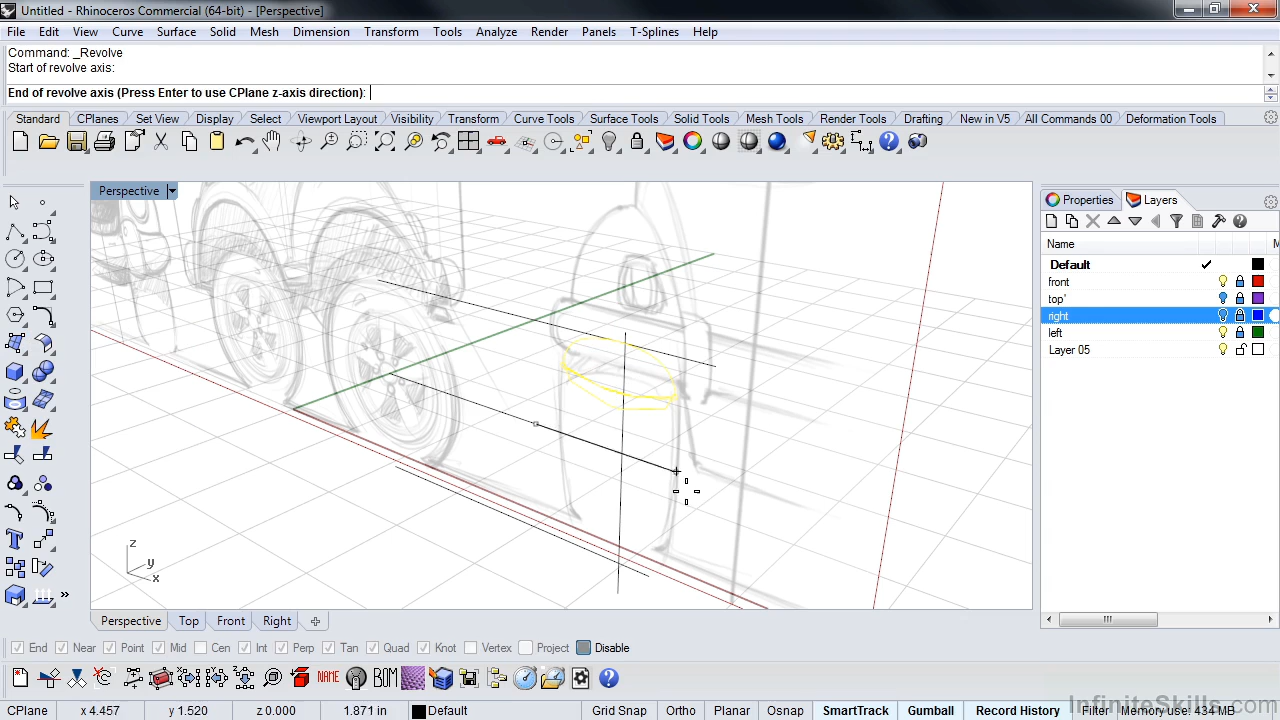 Untitled - Rhinoceros Commercial (64-bit) - [Perspective]
File Edit View Curve Surface Solid Mesh Dimension Transform Tools Analyze Render Panels T-Splines Help
Command: _Revolve
Start of revolve axis:
End of revolve axis (Press Enter to use CPlane z-axis direction):
Standard CPlanes Set View Display Select Viewport Layout Visibility Transform Curve Tools Surface Tools Solid Tools Mesh Tools Render Tools Drafting New in V5 All Commands 00 Deformation Tools
Perspective
Properties Layers
Name M
Default
front
top'
right
left
Layer 05
z
y
x
Perspective Top Front Right
End Near Point Mid Cen Int Perp Tan Quad Knot Vertex Project Disable
NAME BOM
CPlane x 4.457 y 1.520 z 0.000 1.871 in Default Grid Snap Ortho Planar Osnap SmartTrack Gumball Record History Filter Memory use: 434 MB
InfiniteSkills.com